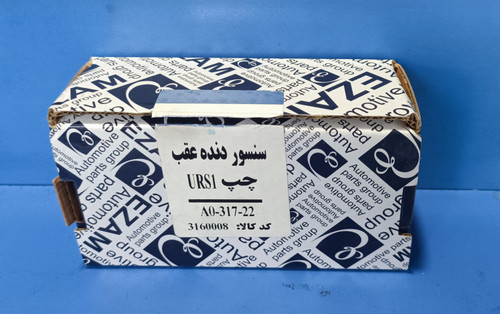 سنسور دنده عقب
چپ URS1
A0-317-22
کد کالا: 3160008
EZAM
Automotive
parts group